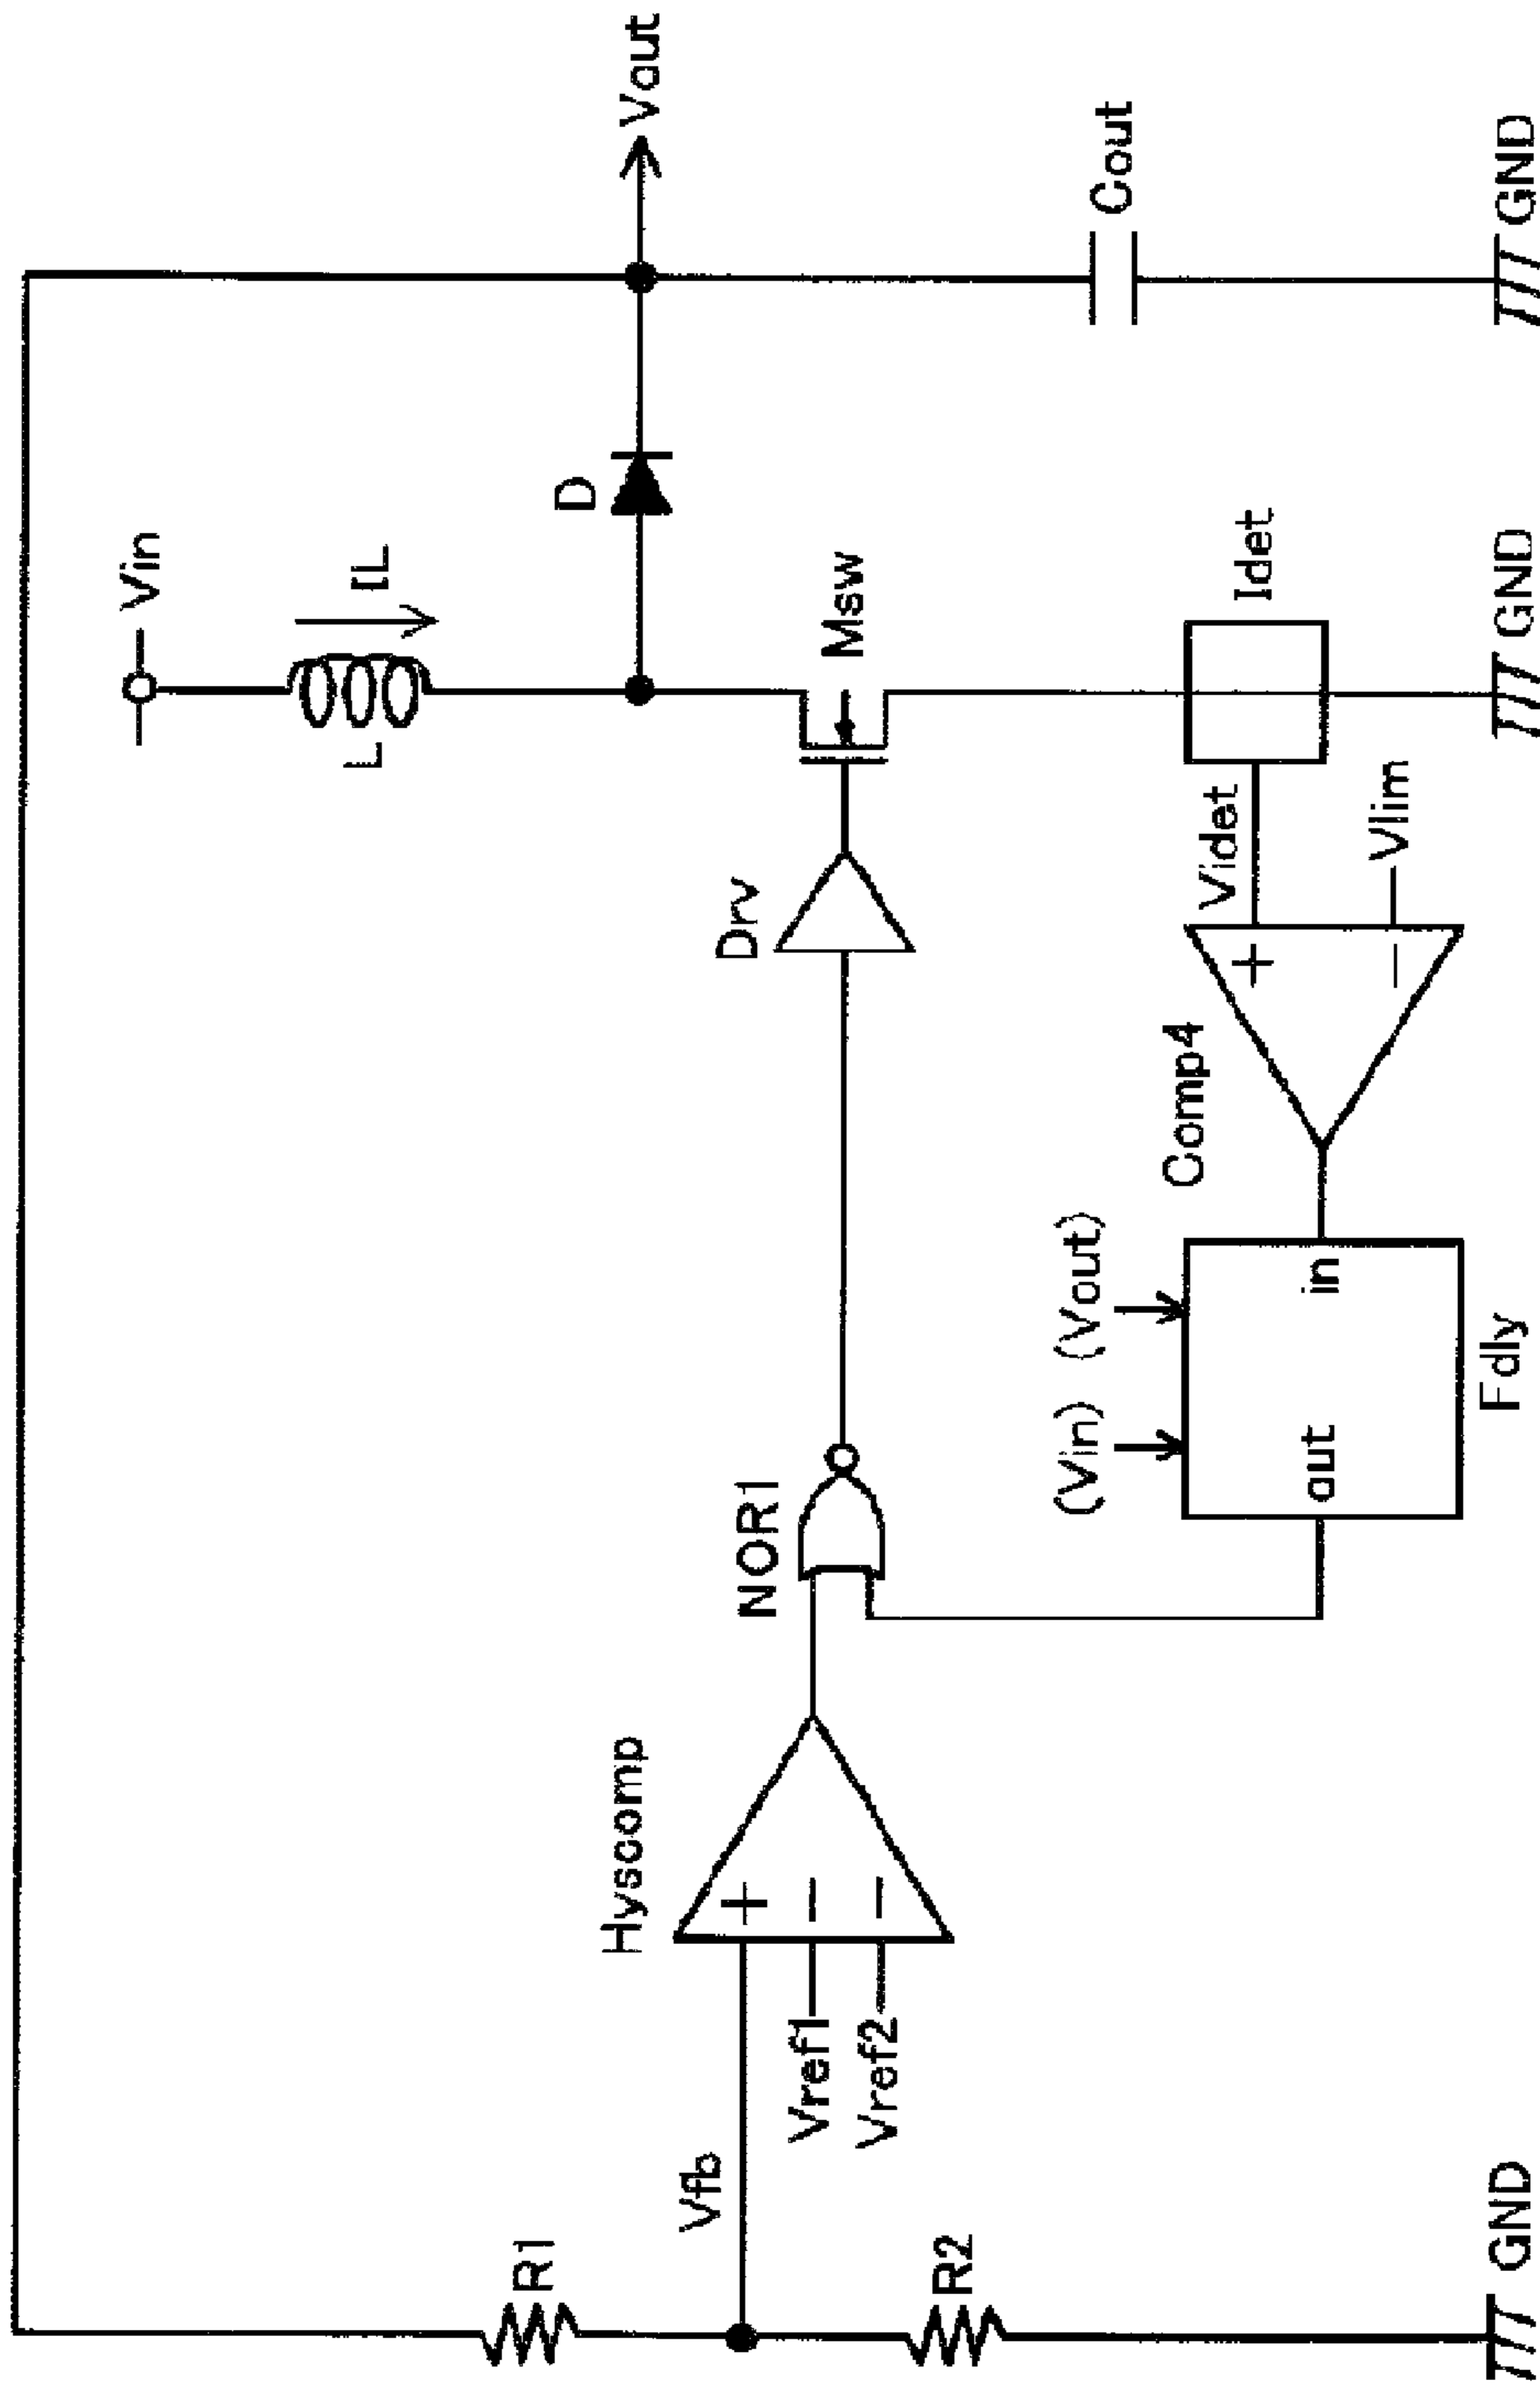 Vin
L
IL
D
Vout
R1
Vfb
Hyscomp
+
−
−
Vref1
Vref2
NOR1
Drv
Msw
R2
(Vin) (Vout)
out
in
Fdly
Comp4
+
−
Videt
Vlim
Idet
Cout
GND
GND
GND